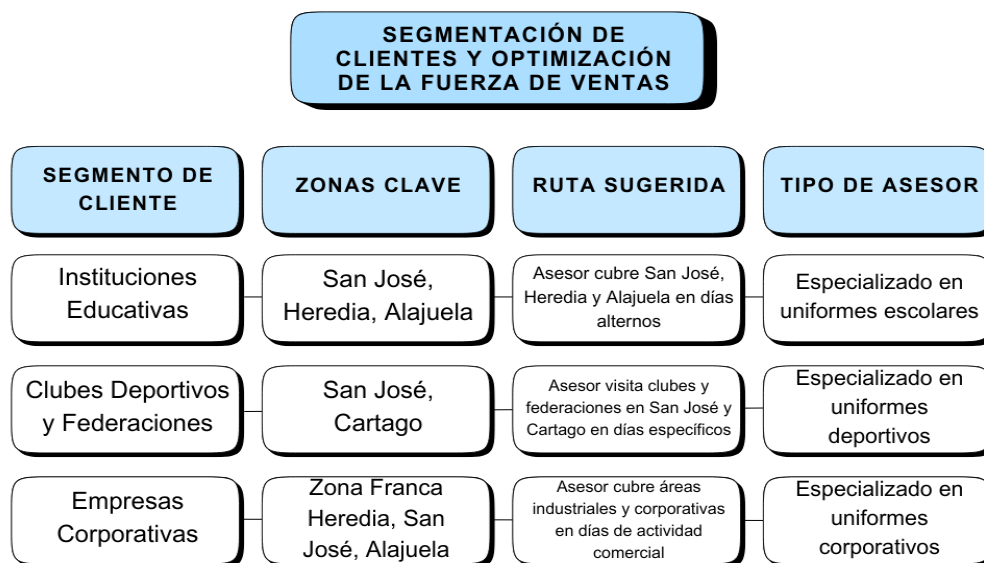 SEGMENTACIÓN DE
CLIENTES Y OPTIMIZACIÓN
DE LA FUERZA DE VENTAS
SEGMENTO DE
CLIENTE
ZONAS CLAVE
RUTA SUGERIDA
TIPO DE ASESOR
Instituciones
Educativas
San José,
Heredia, Alajuela
Asesor cubre San José,
Heredia y Alajuela en días
alternos
Especializado en
uniformes escolares
Clubes Deportivos
y Federaciones
San José,
Cartago
Asesor visita clubes y
federaciones en San José y
Cartago en días específicos
Especializado en
uniformes
deportivos
Empresas
Corporativas
Zona Franca
Heredia, San
José, Alajuela
Asesor cubre áreas
industriales y corporativas
en días de actividad
comercial
Especializado en
uniformes
corporativos